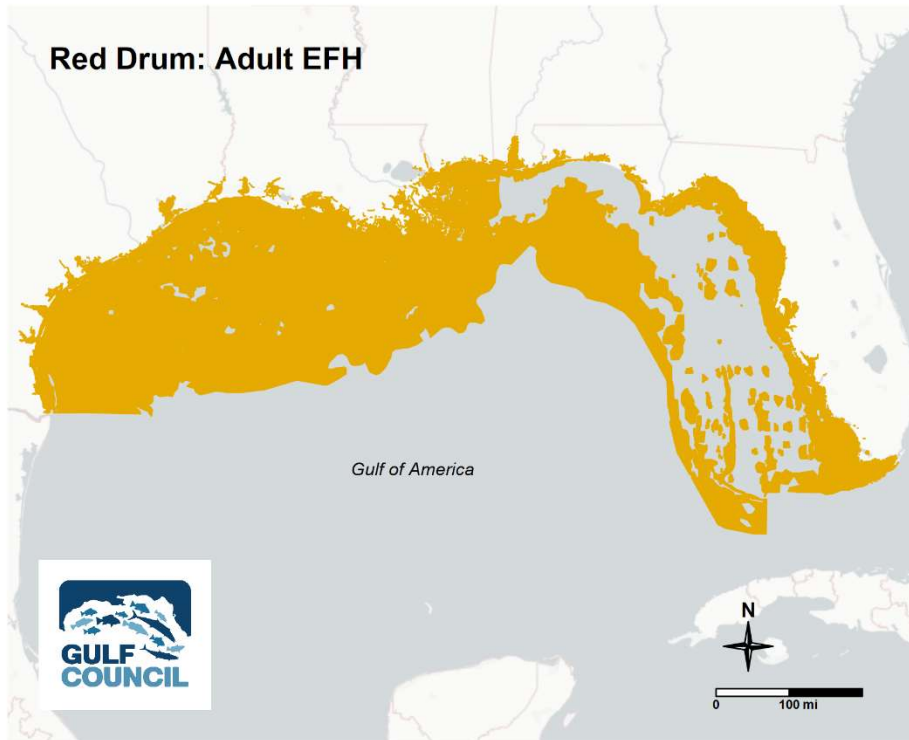 Red Drum: Adult EFH
Gulf of America
GULF
COUNCIL
N
0 100 mi